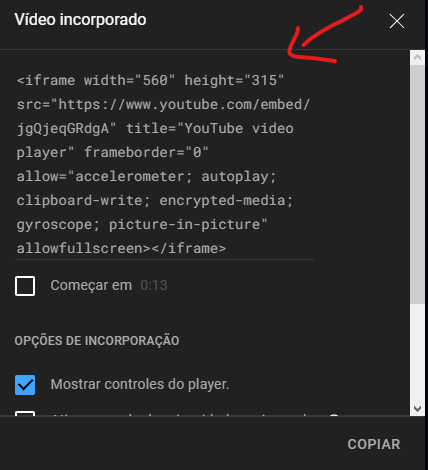 Vídeo incorporado
<iframe width="560" height="315"
src="https://www.youtube.com/embed/
jgQjeqGRdgA" title="YouTube video
player" frameborder="0"
allow="accelerometer; autoplay;
clipboard-write; encrypted-media;
gyroscope; picture-in-picture"
allowfullscreen></iframe>
Começar em 0:13
OPÇÕES DE INCORPORAÇÃO
Mostrar controles do player.
COPIAR